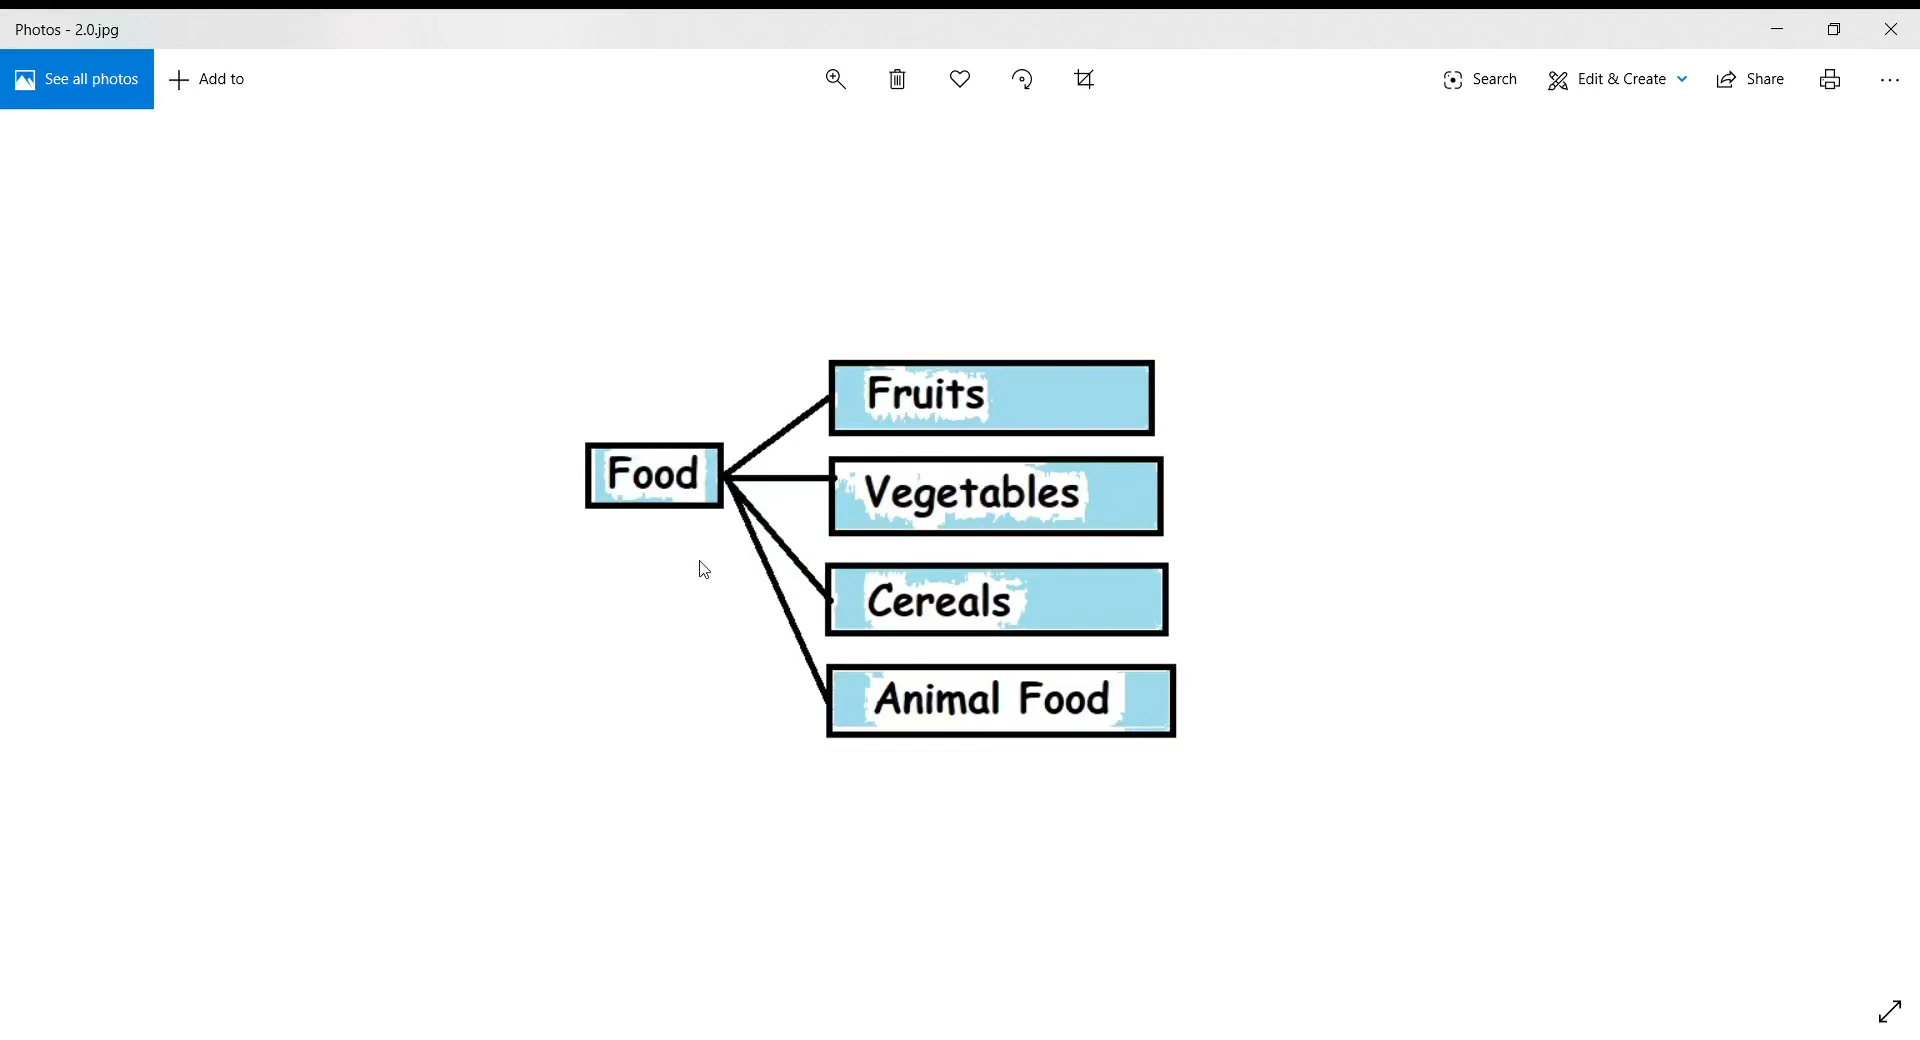 Photos - 2.0.jpg
See all photos
Add to
Search
Edit & Create
Share
Fruits
Food
Vegetables
Cereals
Animal Food